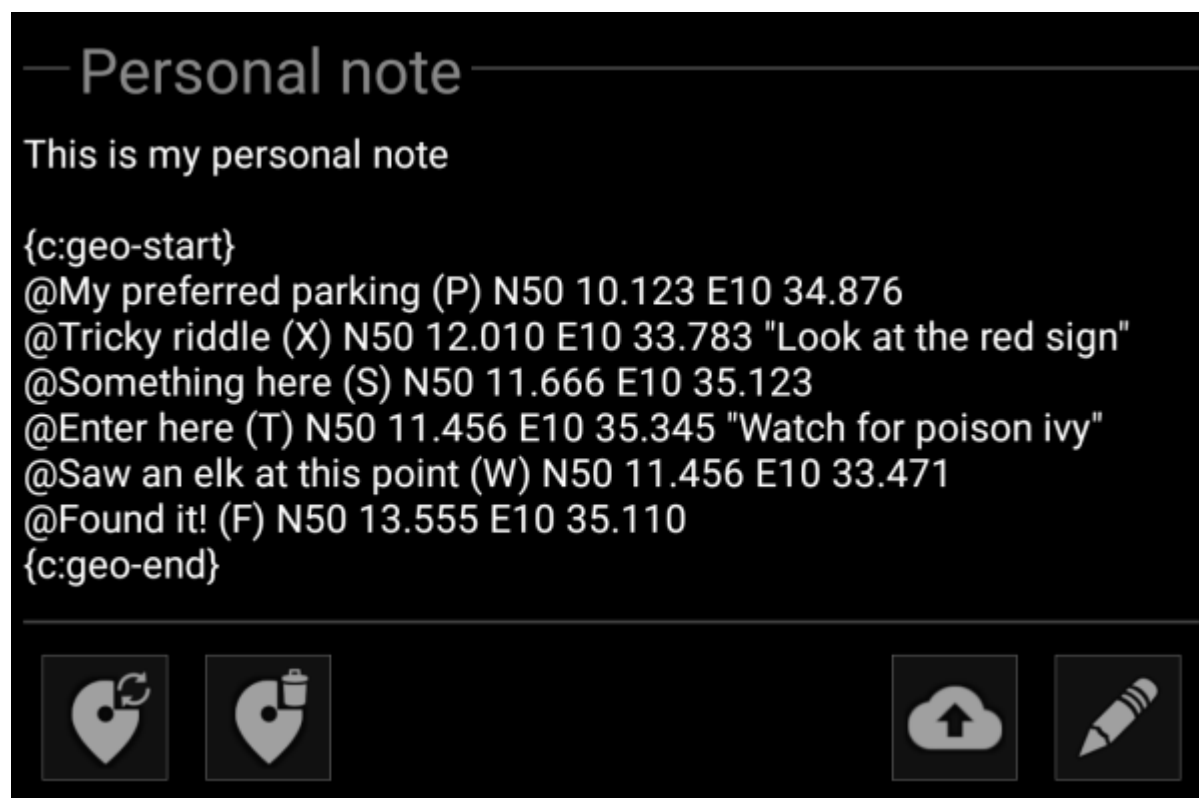 Personal note
This is my personal note
{c:geo-start}
@My preferred parking (P) N50 10.123 E10 34.876
@Tricky riddle (X) N50 12.010 E10 33.783 "Look at the red sign"
@Something here (S) N50 11.666 E10 35.123
@Enter here (T) N50 11.456 E10 35.345 "Watch for poison ivy"
@Saw an elk at this point (W) N50 11.456 E10 33.471
@Found it! (F) N50 13.555 E10 35.110
{c:geo-end}